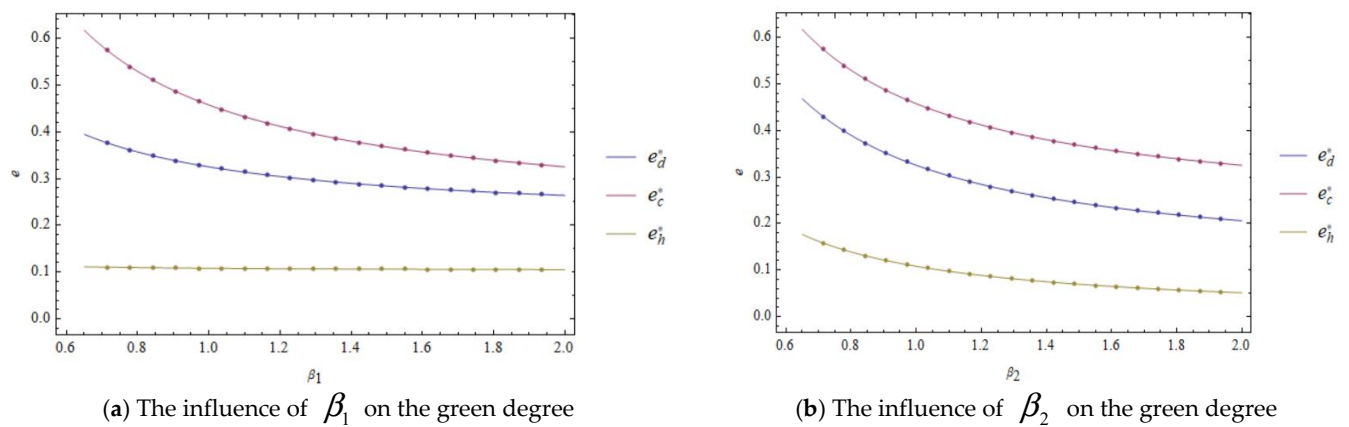 0.6
0.5
0.4
0.3
0.2
0.1
0.0
e
0.6 0.8 1.0 1.2 1.4 1.6 1.8 2.0
β₁
e*d
e*c
e*h
(a) The influence of β₁ on the green degree
0.6
0.5
0.4
0.3
0.2
0.1
0.0
e
0.6 0.8 1.0 1.2 1.4 1.6 1.8 2.0
β₂
e*d
e*c
e*h
(b) The influence of β₂ on the green degree